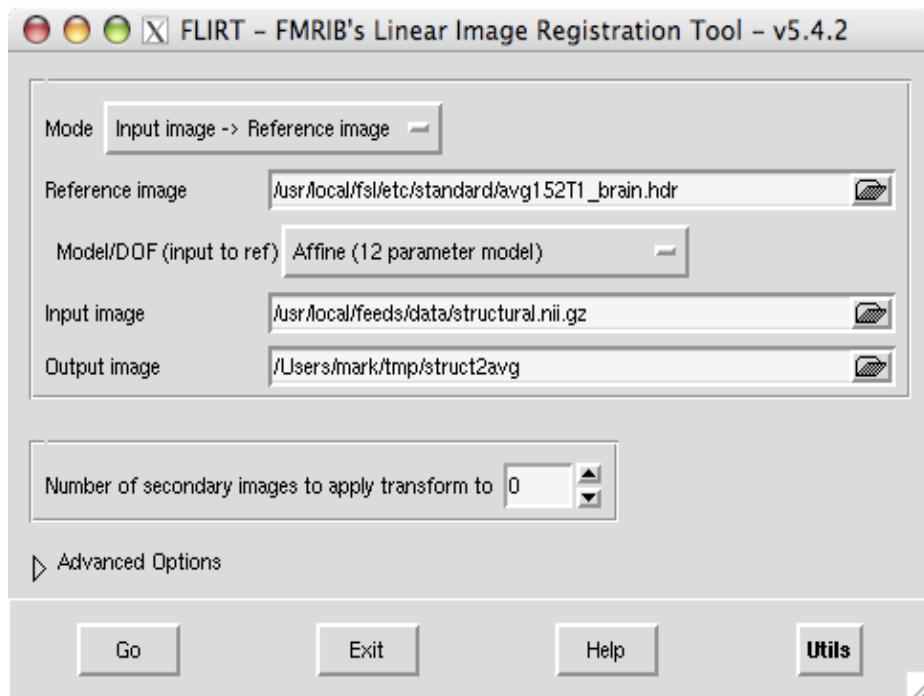 FLIRT - FMRIB's Linear Image Registration Tool - v5.4.2
Mode Input image -> Reference image
Reference image /usr/local/fsl/etc/standard/avg152T1_brain.hdr
Model/DOF (input to ref) Affine (12 parameter model)
Input image /usr/local/feeds/data/structural.nii.gz
Output image /Users/mark/tmp/struct2avg
Number of secondary images to apply transform to 0
Advanced Options
Go Exit Help Utils